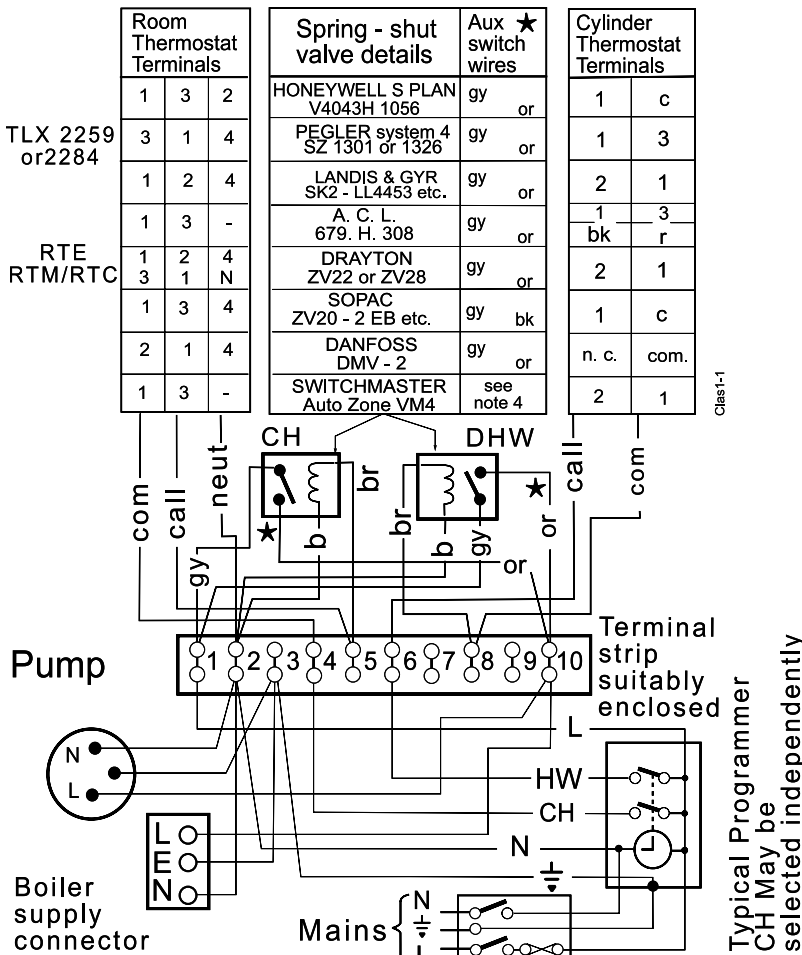 Room
Thermostat
Terminals
1 3 2
TLX 2259
or2284
3 1 4
1 2 4
1 3 -
RTE
RTM/RTC
1 2 4
3 1 N
1 3 4
2 1 4
1 3 -
Spring - shut
valve details
Aux ★
switch
wires
HONEYWELL S PLAN
V4043H 1056
gy or
PEGLER system 4
SZ 1301 or 1326
gy or
LANDIS & GYR
SK2 - LL4453 etc.
gy or
A. C. L.
679. H. 308
gy or
DRAYTON
ZV22 or ZV28
gy or
SOPAC
ZV20 - 2 EB etc.
gy bk
DANFOSS
DMV - 2
gy or
SWITCHMASTER
Auto Zone VM4
see
note 4
Cylinder
Thermostat
Terminals
1 c
1 3
2 1
1 3
bk r
2 1
1 c
n. c. com.
2 1
Clas1-1
CH
DHW
com
call
neut
gy
★
b
br
br
b
gy
★
or
or
call
com
1 2 3 4 5 6 7 8 9 10
Terminal
strip
suitably
enclosed
Pump
N
L
L
HW
CH
N
L
E
N
Boiler
supply
connector
Mains
N
L
Typical Programmer
CH May be
selected independently